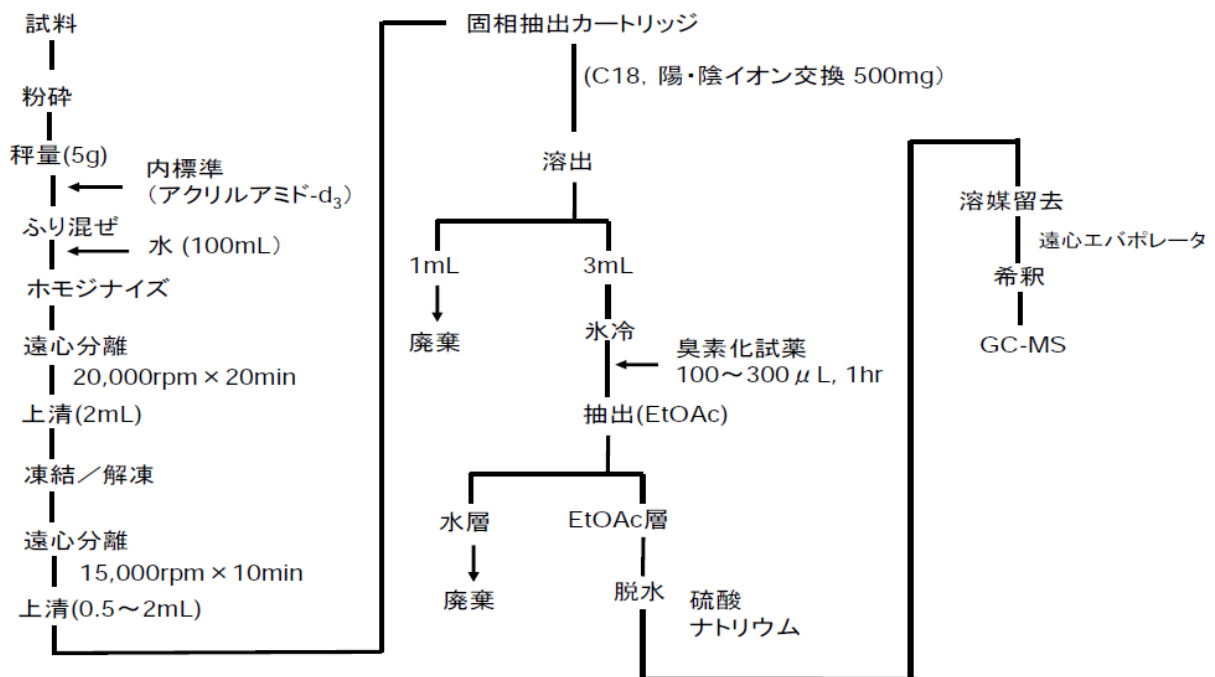 試料
粉砕
秤量(5g)
内標準
(アクリルアミド-d₃)
ふり混ぜ
水 (100mL)
ホモジナイズ
遠心分離
20,000rpm×20min
上清(2mL)
凍結/解凍
遠心分離
15,000rpm×10min
上清(0.5～2mL)
固相抽出カートリッジ
(C18, 陽・陰イオン交換 500mg)
溶出
1mL
廃棄
3mL
氷冷
臭素化試薬
100～300μL, 1hr
抽出(EtOAc)
水層
廃棄
EtOAc層
脱水
硫酸
ナトリウム
溶媒留去
遠心エバポレータ
希釈
GC-MS